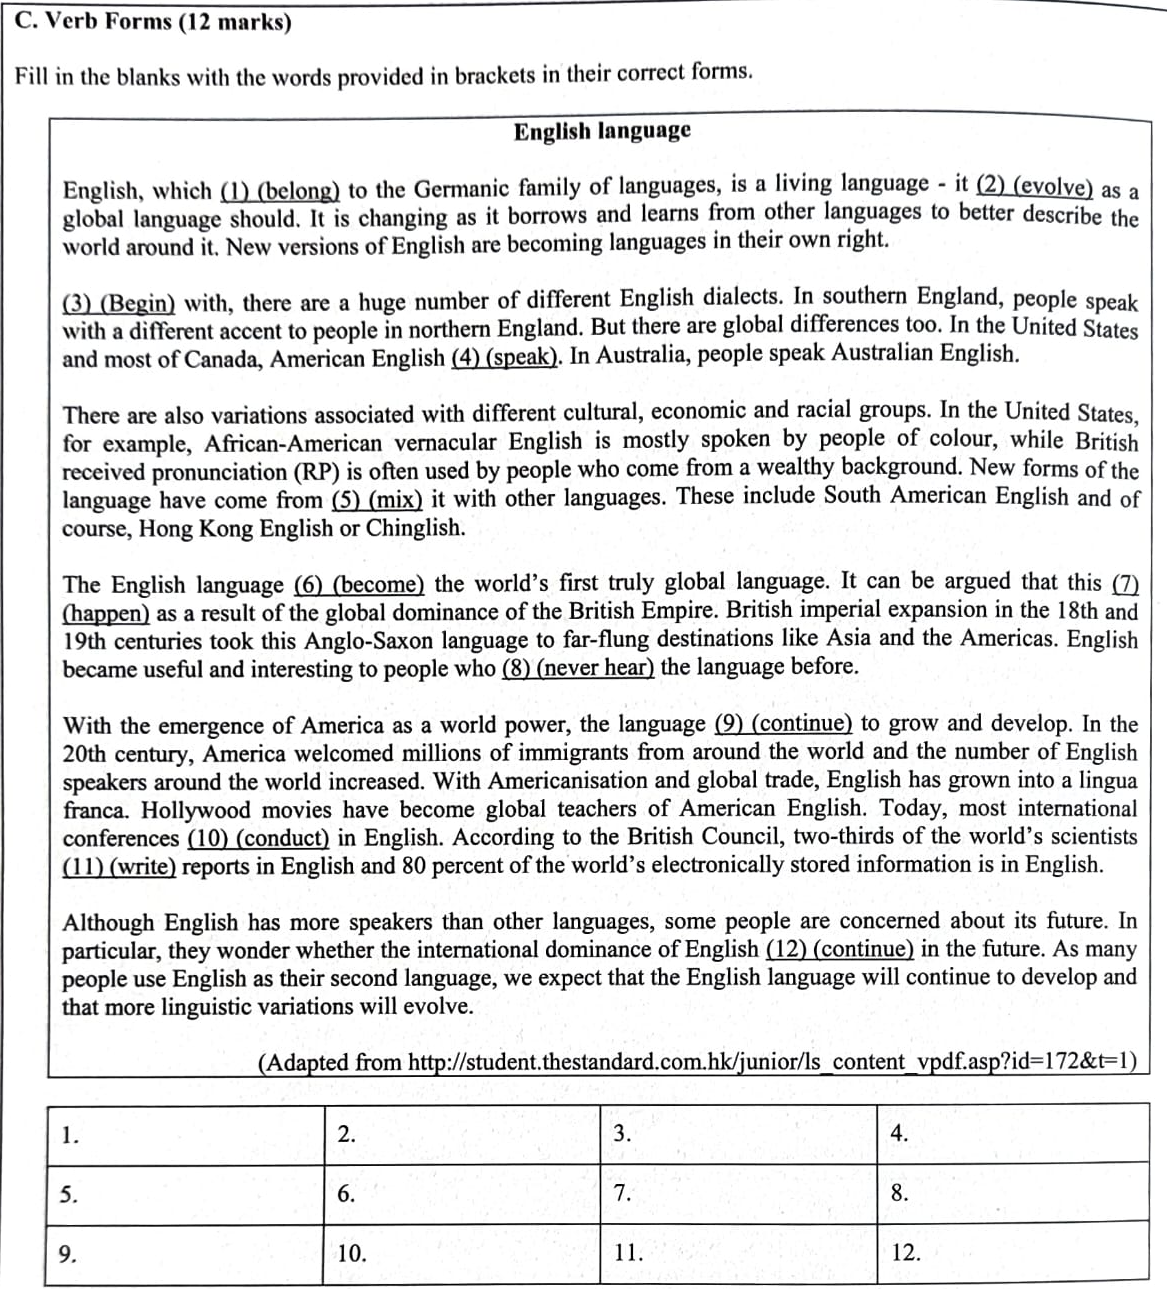 C. Verb Forms (12 marks)
Fill in the blanks with the words provided in brackets in their correct forms.
English language
English, which (1) (belong) to the Germanic family of languages, is a living language - it (2) (evolve) as a
global language should. It is changing as it borrows and learns from other languages to better describe the
world around it. New versions of English are becoming languages in their own right.
(3) (Begin) with, there are a huge number of different English dialects. In southern England, people speak
with a different accent to people in northern England. But there are global differences too. In the United States
and most of Canada, American English (4) (speak). In Australia, people speak Australian English.
There are also variations associated with different cultural, economic and racial groups. In the United States,
for example, African-American vernacular English is mostly spoken by people of colour, while British
received pronunciation (RP) is often used by people who come from a wealthy background. New forms of the
language have come from (5) (mix) it with other languages. These include South American English and of
course, Hong Kong English or Chinglish.
The English language (6) (become) the world's first truly global language. It can be argued that this (7)
(happen) as a result of the global dominance of the British Empire. British imperial expansion in the 18th and
19th centuries took this Anglo-Saxon language to far-flung destinations like Asia and the Americas. English
became useful and interesting to people who (8) (never hear) the language before.
With the emergence of America as a world power, the language (9) (continue) to grow and develop. In the
20th century, America welcomed millions of immigrants from around the world and the number of English
speakers around the world increased. With Americanisation and global trade, English has grown into a lingua
franca. Hollywood movies have become global teachers of American English. Today, most international
conferences (10) (conduct) in English. According to the British Council, two-thirds of the world's scientists
(11) (write) reports in English and 80 percent of the world's electronically stored information is in English.
Although English has more speakers than other languages, some people are concerned about its future. In
particular, they wonder whether the international dominance of English (12) (continue) in the future. As many
people use English as their second language, we expect that the English language will continue to develop and
that more linguistic variations will evolve.
(Adapted from http://student.thestandard.com.hk/junior/ls_content_vpdf.asp?id=172&t=1)
1. 2. 3. 4.
5. 6. 7. 8.
9. 10. 11. 12.